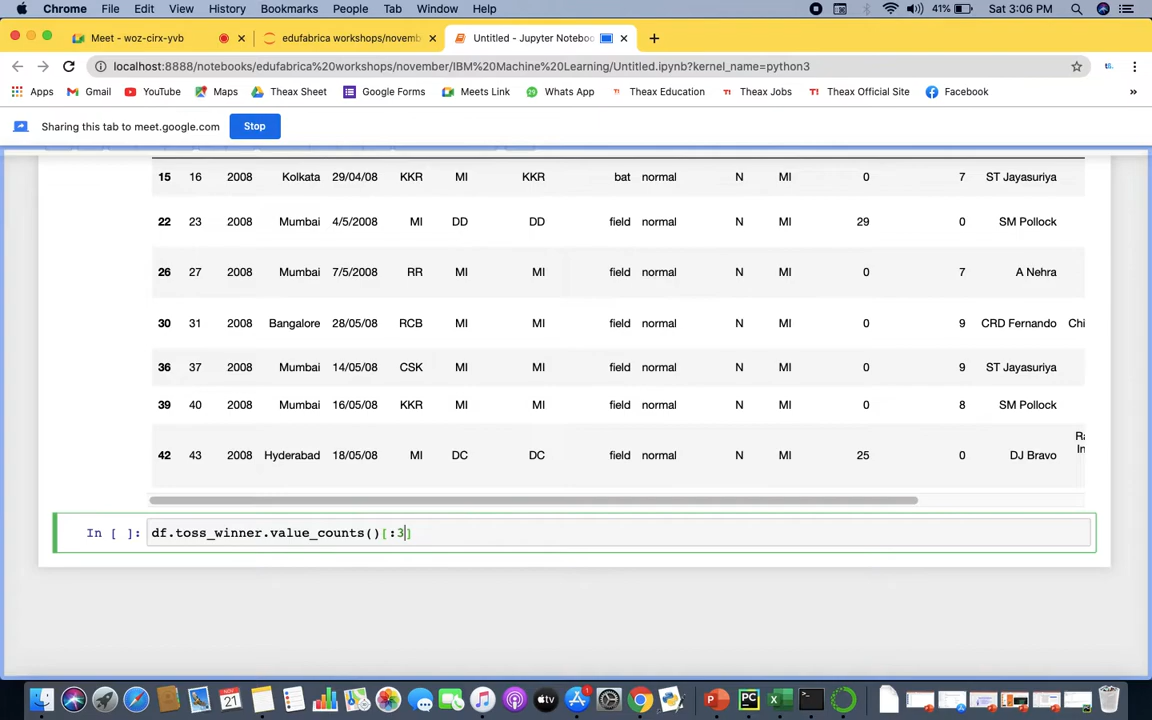 Chrome File Edit View History Bookmarks People Tab Window Help 41% Sat 3:06 PM
Meet - woz-cirx-yvb edufabrica workshops/novemb Untitled - Jupyter Noteboo
localhost:8888/notebooks/edufabrica%20workshops/november/IBM%20Machine%20Learning/Untitled.ipynb?kernel_name=python3
Apps Gmail YouTube Maps Theax Sheet Google Forms Meets Link Whats App Theax Education Theax Jobs Theax Official Site Facebook »
Sharing this tab to meet.google.com Stop
15 16 2008 Kolkata 29/04/08 KKR MI KKR bat normal N MI 0 7 ST Jayasuriya
22 23 2008 Mumbai 4/5/2008 MI DD DD field normal N MI 29 0 SM Pollock
26 27 2008 Mumbai 7/5/2008 RR MI MI field normal N MI 0 7 A Nehra
30 31 2008 Bangalore 28/05/08 RCB MI MI field normal N MI 0 9 CRD Fernando Chi
36 37 2008 Mumbai 14/05/08 CSK MI MI field normal N MI 0 9 ST Jayasuriya
39 40 2008 Mumbai 16/05/08 KKR MI MI field normal N MI 0 8 SM Pollock
42 43 2008 Hyderabad 18/05/08 MI DC DC field normal N MI 25 0 DJ Bravo Ra
In
In [ ]: df.toss_winner.value_counts()[:3]